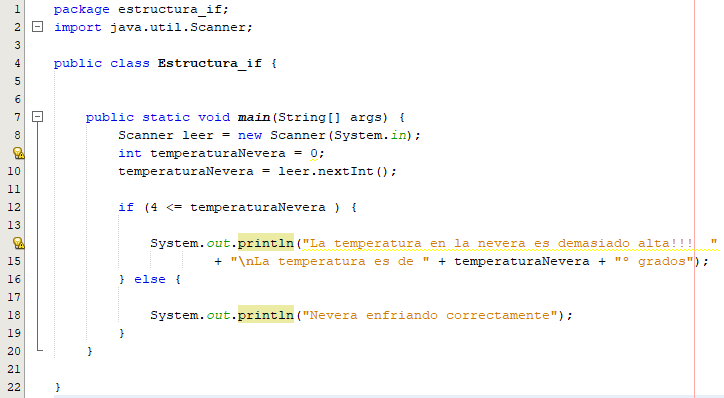 1 package estructura_if;
2 import java.util.Scanner;
3
4 public class Estructura_if {
5
6
7 public static void main(String[] args) {
8 Scanner leer = new Scanner(System.in);
int temperaturaNevera = 0;
10 temperaturaNevera = leer.nextInt();
11
12 if (4 <= temperaturaNevera ) {
13
System.out.println("La temperatura en la nevera es demasiado alta!!!  "
15 + "\nLa temperatura es de " + temperaturaNevera + "° grados");
16 } else {
17
18 System.out.println("Nevera enfriando correctamente");
19 }
20 }
21
22 }